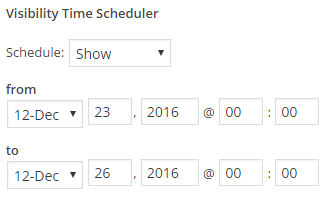 Visibility Time Scheduler
Schedule: Show
from
12-Dec 23 , 2016 @ 00 : 00
to
12-Dec 26 , 2016 @ 00 : 00